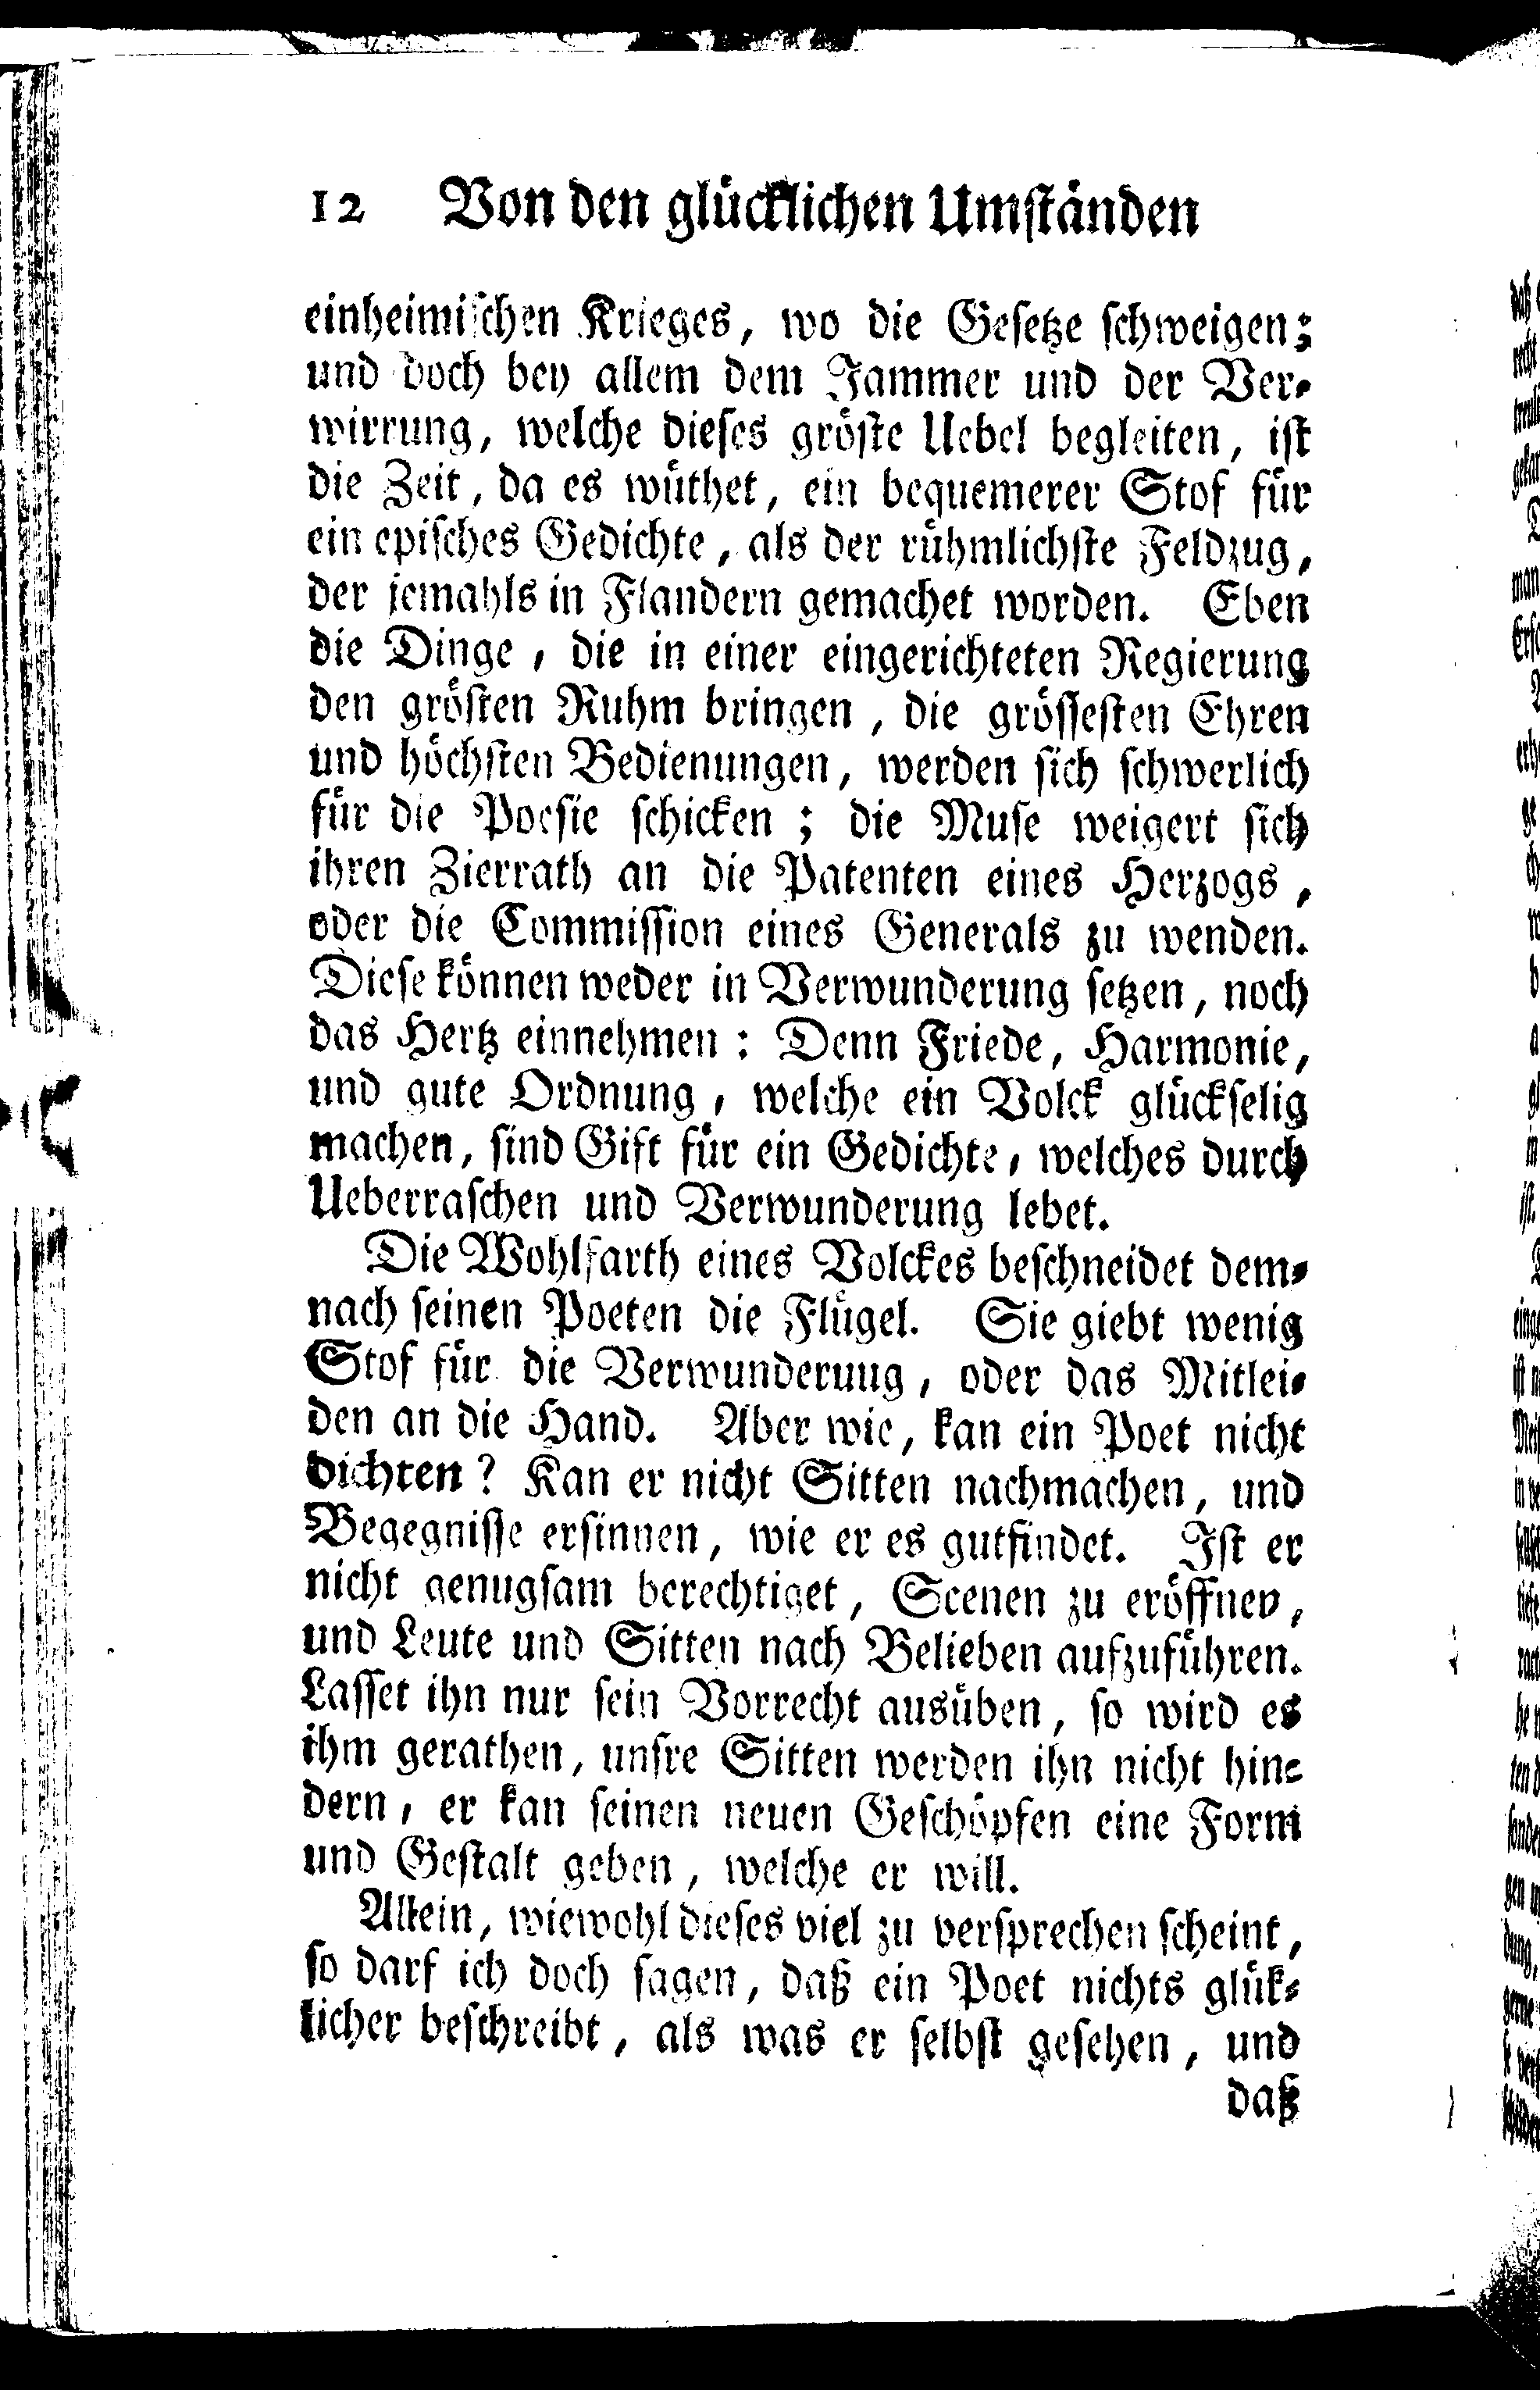 12 Von den glücklichen Umständen
einheimischen Krieges, wo die Gesetze schweigen;
und doch bey allem dem Jammer und der Ver-
wirrung, welche dieses gröste Uebel begleiten, ist
die Zeit, da es wüthet, ein bequemerer Stof für
ein episches Gedichte, als der rühmlichste Feldzug,
der jemahls in Flandern gemachet worden. Eben
die Dinge, die in einer eingerichteten Regierung
den grösten Ruhm bringen, die grössesten Ehren
und höchsten Bedienungen, werden sich schwerlich
für die Poesie schicken; die Muse weigert sich
ihren Zierrath an die Patenten eines Herzogs,
oder die Commission eines Generals zu wenden.
Diese können weder in Verwunderung setzen, noch
das Hertz einnehmen: Denn Friede, Harmonie,
und gute Ordnung, welche ein Volck glückselig
machen, sind Gift für ein Gedichte, welches durch
Ueberraschen und Verwunderung lebet.
Die Wohlfarth eines Volckes beschneidet dem-
nach seinen Poeten die Flügel. Sie giebt wenig
Stof für die Verwunderuug, oder das Mitlei-
den an die Hand. Aber wie, kan ein Poet nicht
dichten? Kan er nicht Sitten nachmachen, und
Begegnisse ersinnen, wie er es gutfindet. Ist er
nicht genugsam berechtiget, Scenen zu eröffnen,
und Leute und Sitten nach Belieben aufzuführen.
Lasset ihn nur sein Vorrecht ausüben, so wird es
ihm gerathen, unsre Sitten werden ihn nicht hin-
dern, er kan seinen neuen Geschöpfen eine Form
und Gestalt geben, welche er will.
Allein, wiewohl dieses viel zu versprechen scheint,
so darf ich doch sagen, daß ein Poet nichts glük-
licher beschreibt, als was er selbst gesehen, und
daß